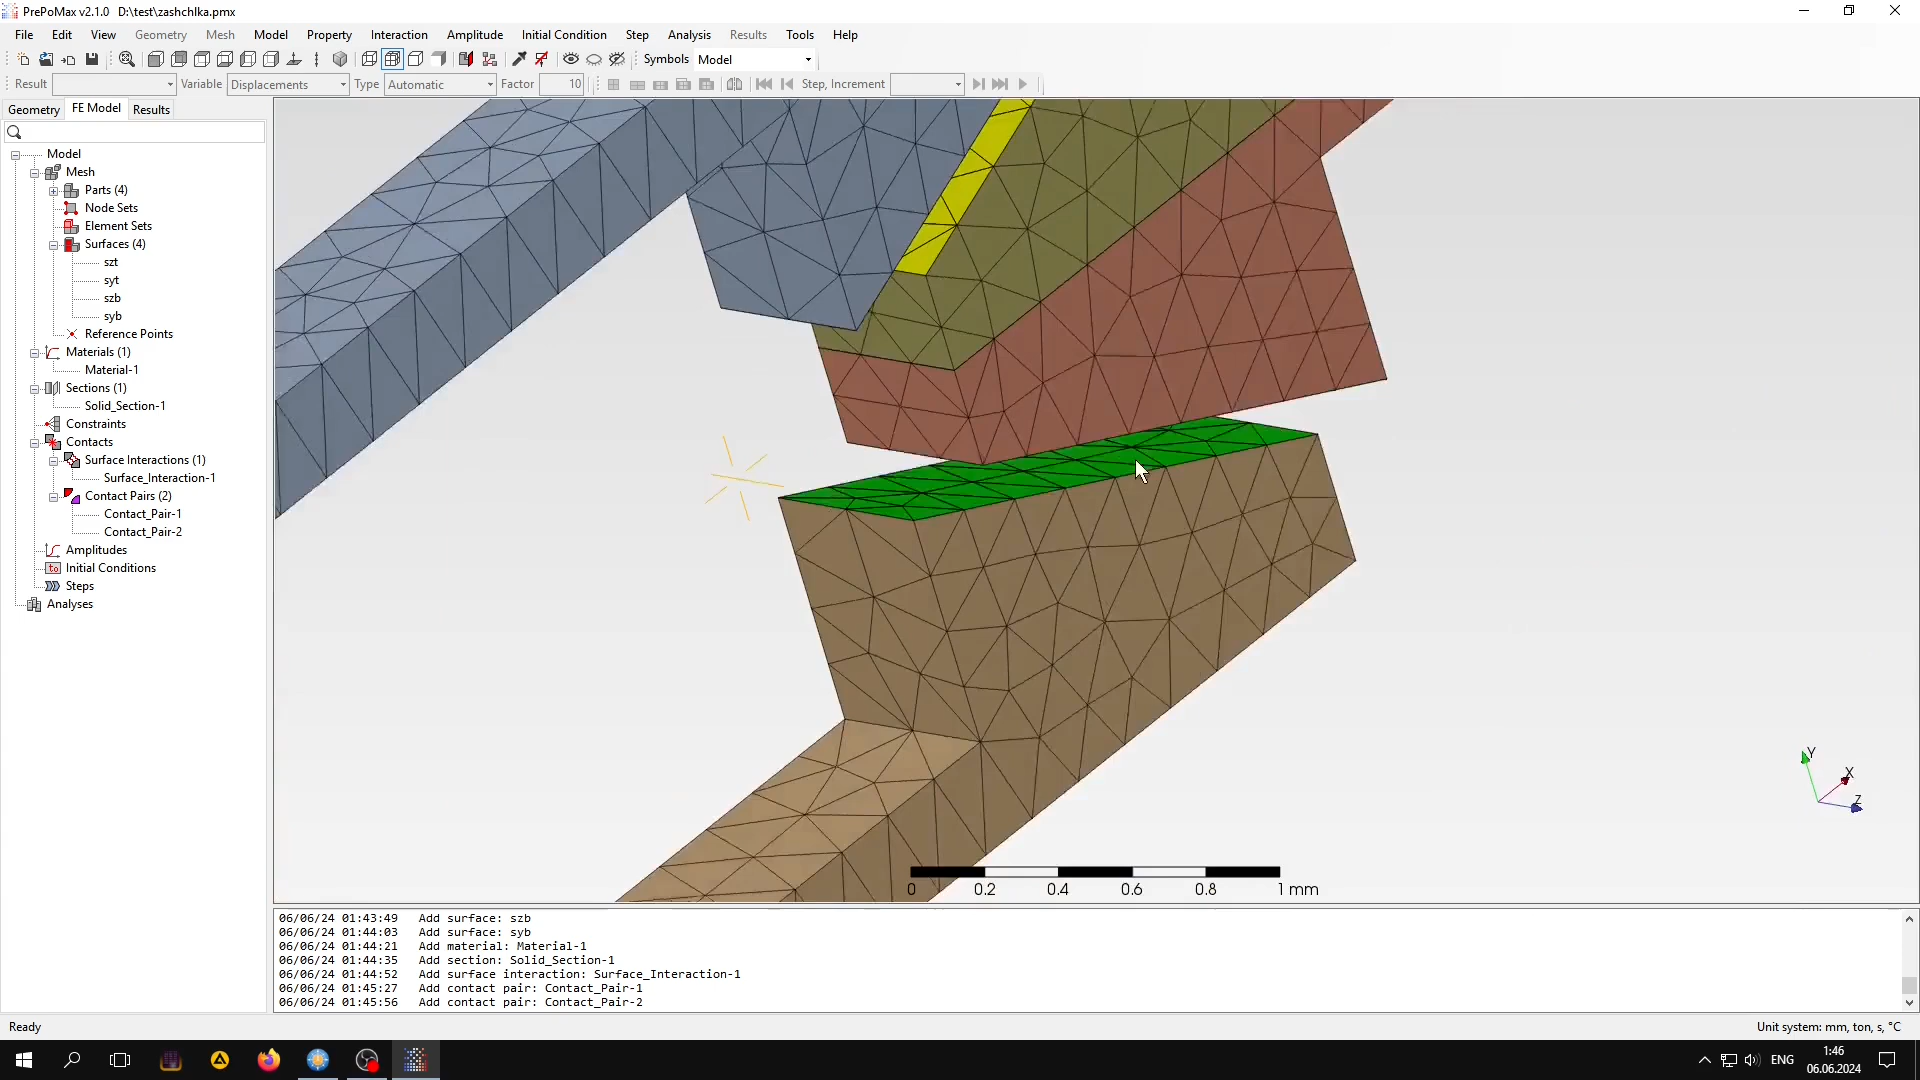 PrePoMax v2.1.0 D:\test\zashchlka.pmx
File Edit View Geometry Mesh Model Property Interaction Amplitude Initial Condition Step Analysis Results Tools Help
Symbols Model
Result Variable Displacements Type Automatic Factor 10 Step, Increment
Geometry FE Model Results
Model
Mesh
Parts (4)
Node Sets
Element Sets
Surfaces (4)
szt
syt
szb
syb
Reference Points
Materials (1)
Material-1
Sections (1)
Solid_Section-1
Constraints
Contacts
Surface Interactions (1)
Surface_Interaction-1
Contact Pairs (2)
Contact_Pair-1
Contact_Pair-2
Amplitudes
Initial Conditions
Steps
Analyses
Y
X
Z
0 0.2 0.4 0.6 0.8 1 mm
06/06/24 01:43:49 Add surface: szb
06/06/24 01:44:03 Add surface: syb
06/06/24 01:44:21 Add material: Material-1
06/06/24 01:44:35 Add section: Solid_Section-1
06/06/24 01:44:52 Add surface interaction: Surface_Interaction-1
06/06/24 01:45:27 Add contact pair: Contact_Pair-1
06/06/24 01:45:56 Add contact pair: Contact_Pair-2
Ready
Unit system: mm, ton, s, °C
ENG
1:46
06.06.2024